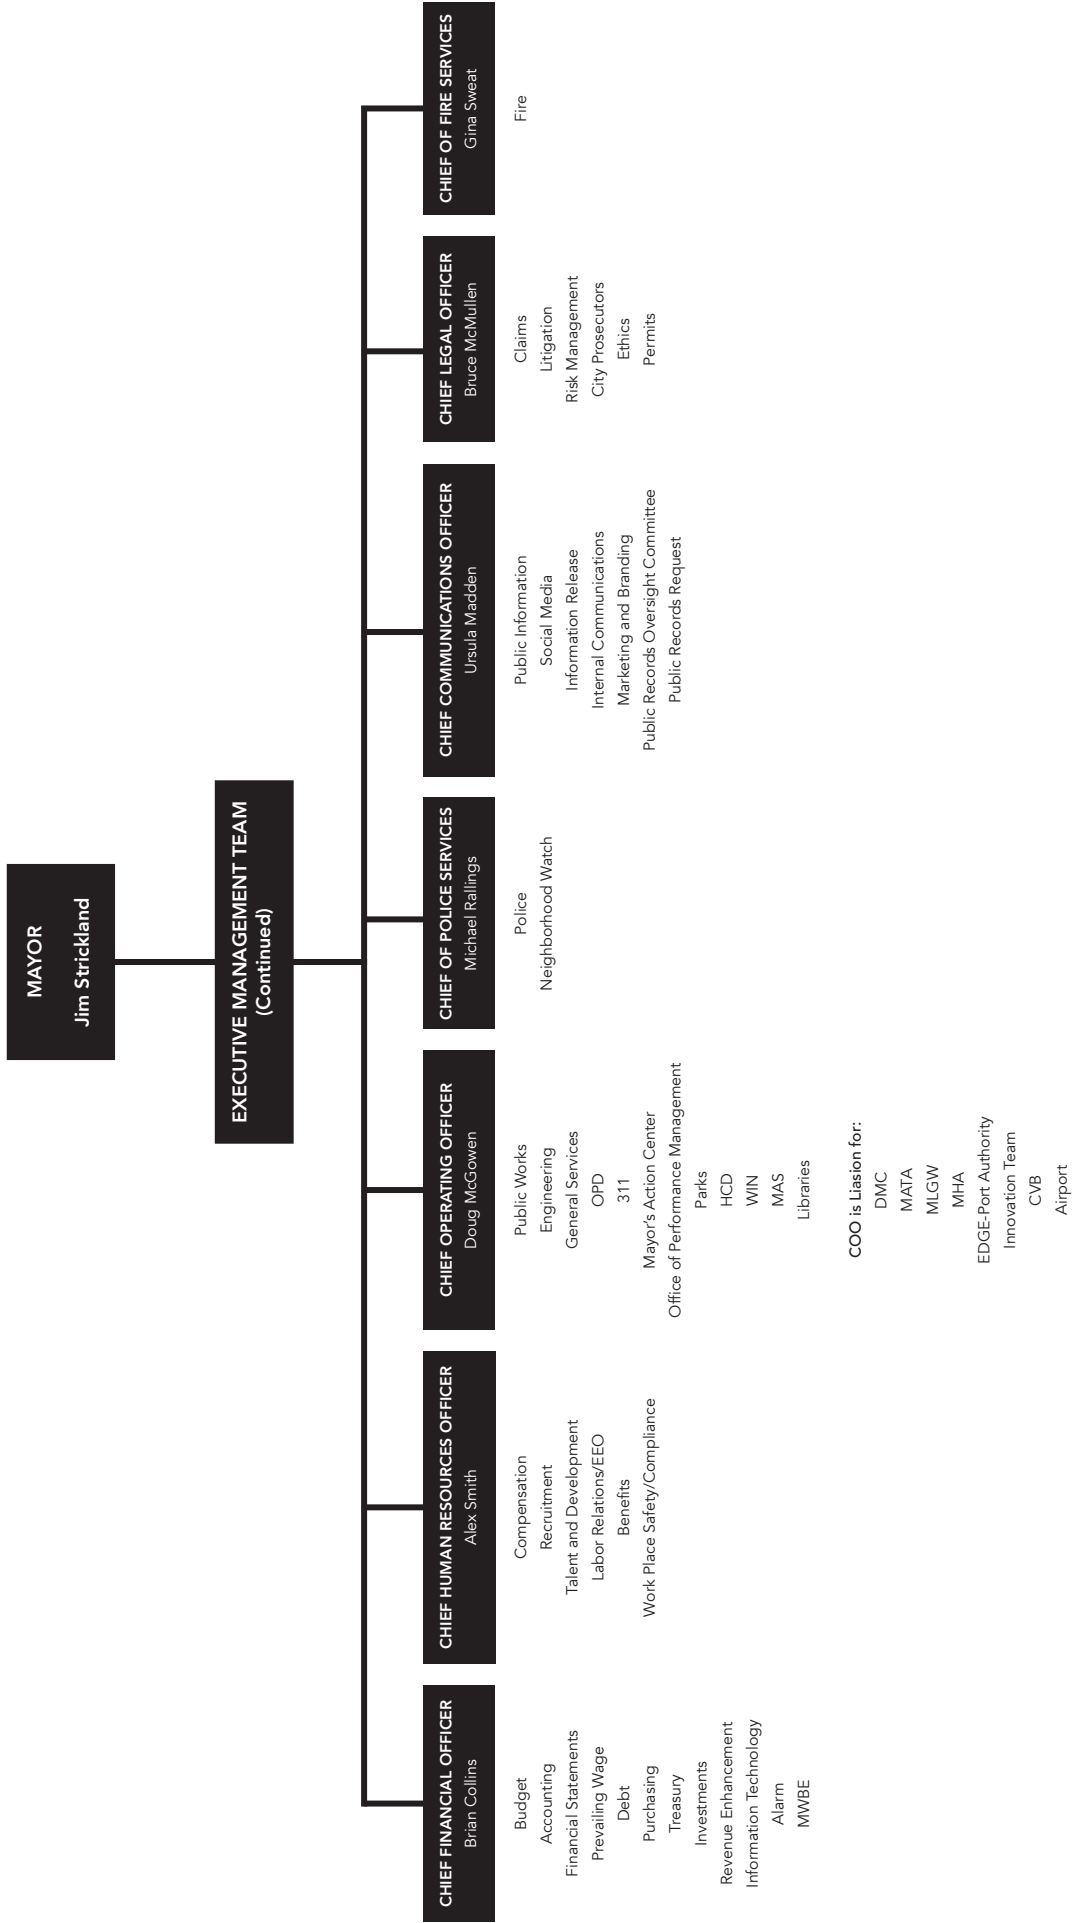 MAYOR
Jim Strickland
EXECUTIVE MANAGEMENT TEAM
(Continued)
CHIEF FINANCIAL OFFICER
Brian Collins
Budget
Accounting
Financial Statements
Prevailing Wage
Debt
Purchasing
Treasury
Investments
Revenue Enhancement
Information Technology
Alarm
MWBE
CHIEF HUMAN RESOURCES OFFICER
Alex Smith
Compensation
Recruitment
Talent and Development
Labor Relations/EEO
Benefits
Work Place Safety/Compliance
CHIEF OPERATING OFFICER
Doug McGowen
Public Works
Engineering
General Services
OPD
311
Mayor's Action Center
Office of Performance Management
Parks
HCD
WIN
MAS
Libraries
COO is Liasion for:
DMC
MATA
MLGW
MHA
EDGE-Port Authority
Innovation Team
CVB
Airport
CHIEF OF POLICE SERVICES
Michael Rallings
Police
Neighborhood Watch
CHIEF COMMUNICATIONS OFFICER
Ursula Madden
Public Information
Social Media
Information Release
Internal Communications
Marketing and Branding
Public Records Oversight Committee
Public Records Request
CHIEF LEGAL OFFICER
Bruce McMullen
Claims
Litigation
Risk Management
City Prosecutors
Ethics
Permits
CHIEF OF FIRE SERVICES
Gina Sweat
Fire